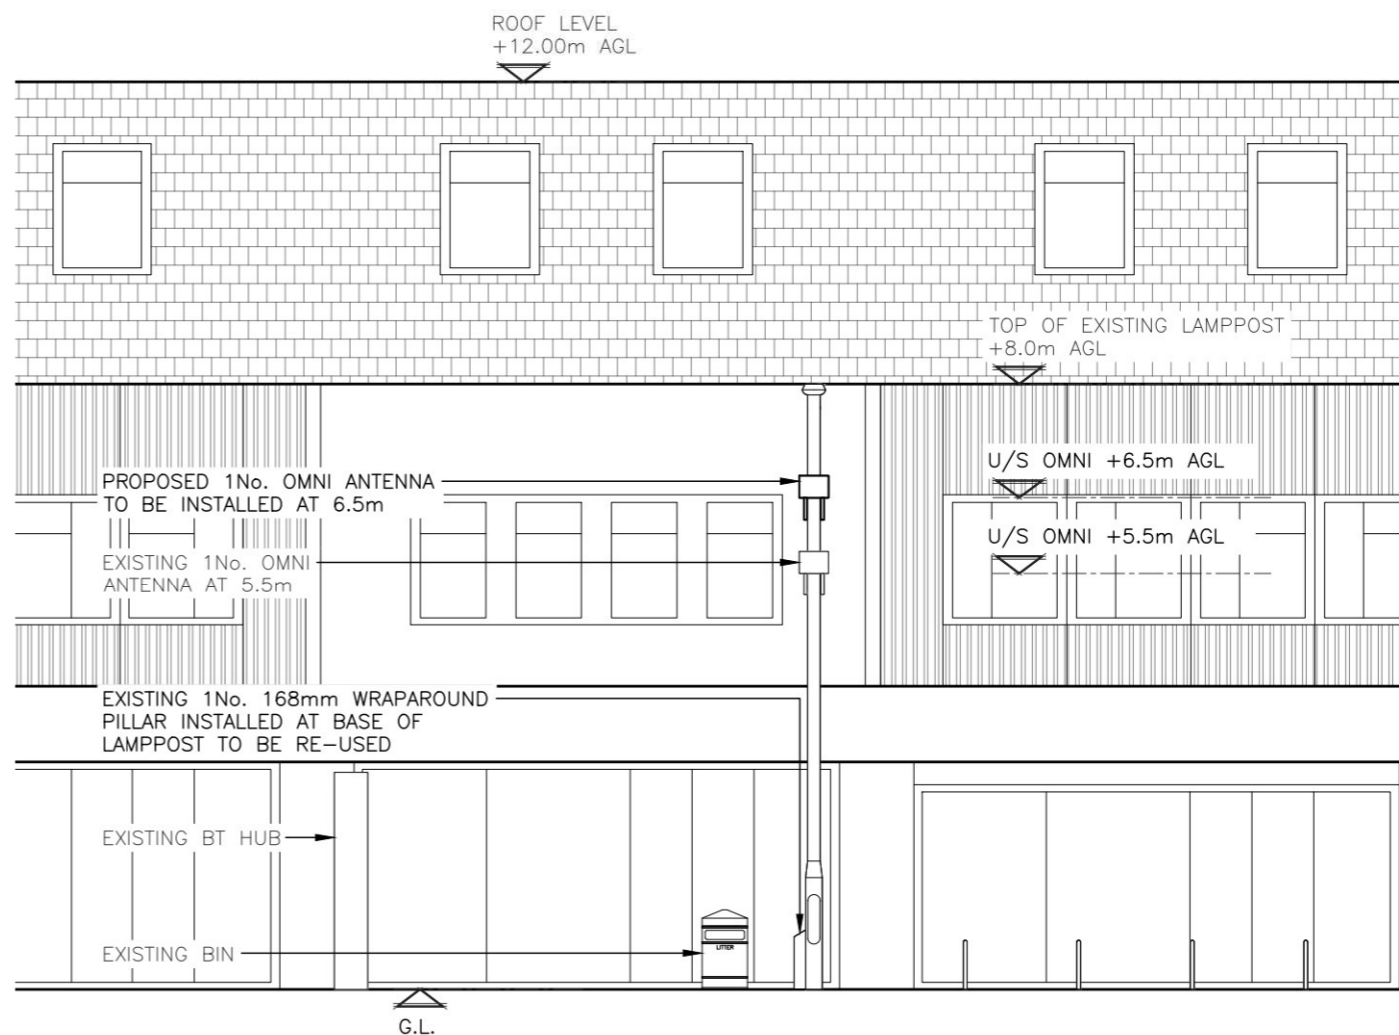 ROOF LEVEL
+12.00m AGL
TOP OF EXISTING LAMPPOST
+8.0m AGL
PROPOSED 1No. OMNI ANTENNA
TO BE INSTALLED AT 6.5m
U/S OMNI +6.5m AGL
EXISTING 1No. OMNI
ANTENNA AT 5.5m
U/S OMNI +5.5m AGL
EXISTING 1No. 168mm WRAPAROUND
PILLAR INSTALLED AT BASE OF
LAMPPOST TO BE RE-USED
EXISTING BT HUB
EXISTING BIN
LITTER
G.L.